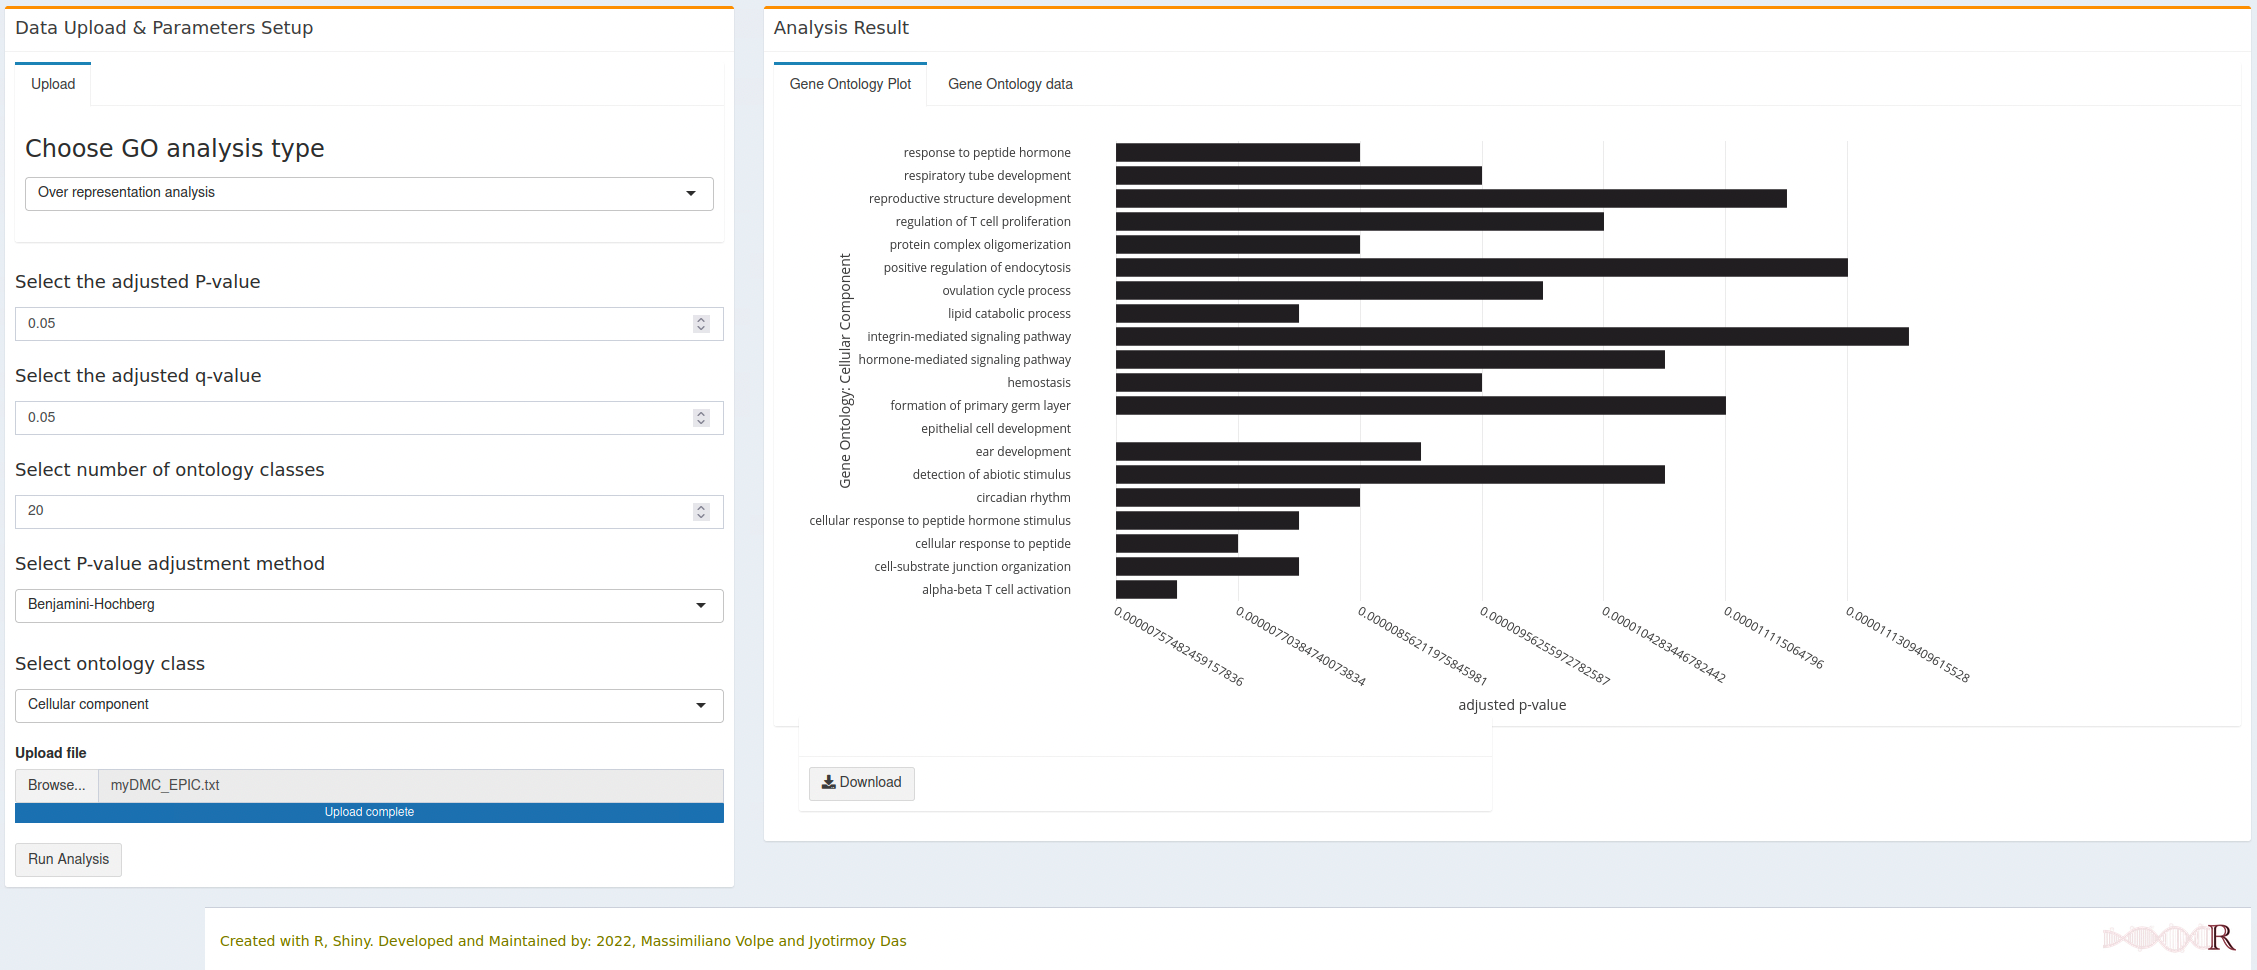 Data Upload & Parameters Setup
Upload
Choose GO analysis type
Over representation analysis
Select the adjusted P-value
0.05
Select the adjusted q-value
0.05
Select number of ontology classes
20
Select P-value adjustment method
Benjamini-Hochberg
Select ontology class
Cellular component
Upload file
Browse... myDMC_EPIC.txt
Upload complete
Run Analysis
Analysis Result
Gene Ontology Plot Gene Ontology data
Gene Ontology: Cellular Component
response to peptide hormone
respiratory tube development
reproductive structure development
regulation of T cell proliferation
protein complex oligomerization
positive regulation of endocytosis
ovulation cycle process
lipid catabolic process
integrin-mediated signaling pathway
hormone-mediated signaling pathway
hemostasis
formation of primary germ layer
epithelial cell development
ear development
detection of abiotic stimulus
circadian rhythm
cellular response to peptide hormone stimulus
cellular response to peptide
cell-substrate junction organization
alpha-beta T cell activation
0.00000757482459157836
0.00000770384740073834
0.00000856211975845981
0.00000956255972782587
0.0000104283446782442
0.000011115064796
0.0000111309409615528
adjusted p-value
Download
Created with R, Shiny. Developed and Maintained by: 2022, Massimiliano Volpe and Jyotirmoy Das
R